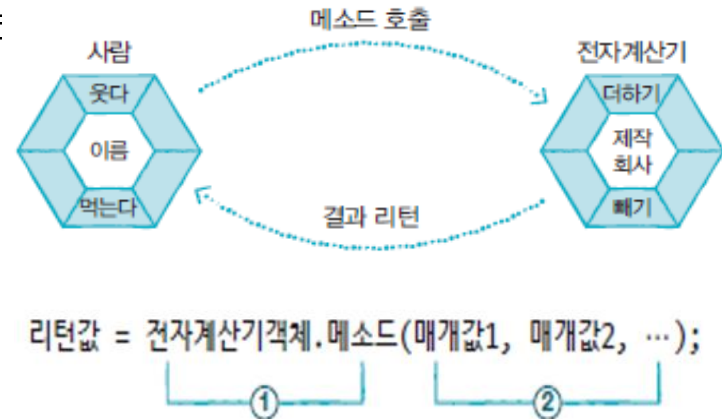 메소드 호출
사람
전자계산기
웃다
더하기
이름
제작
회사
먹는다
빼기
결과 리턴
리턴값 = 전자계산기객체.메소드(매개값1, 매개값2, …);
① ②